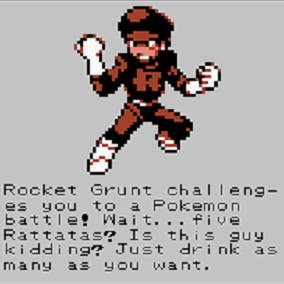 Rocket Grunt challeng-
es you to a Pokemon
battle! Wait...five
Rattatas? Is this guy
kidding? Just drink as
many as you want.